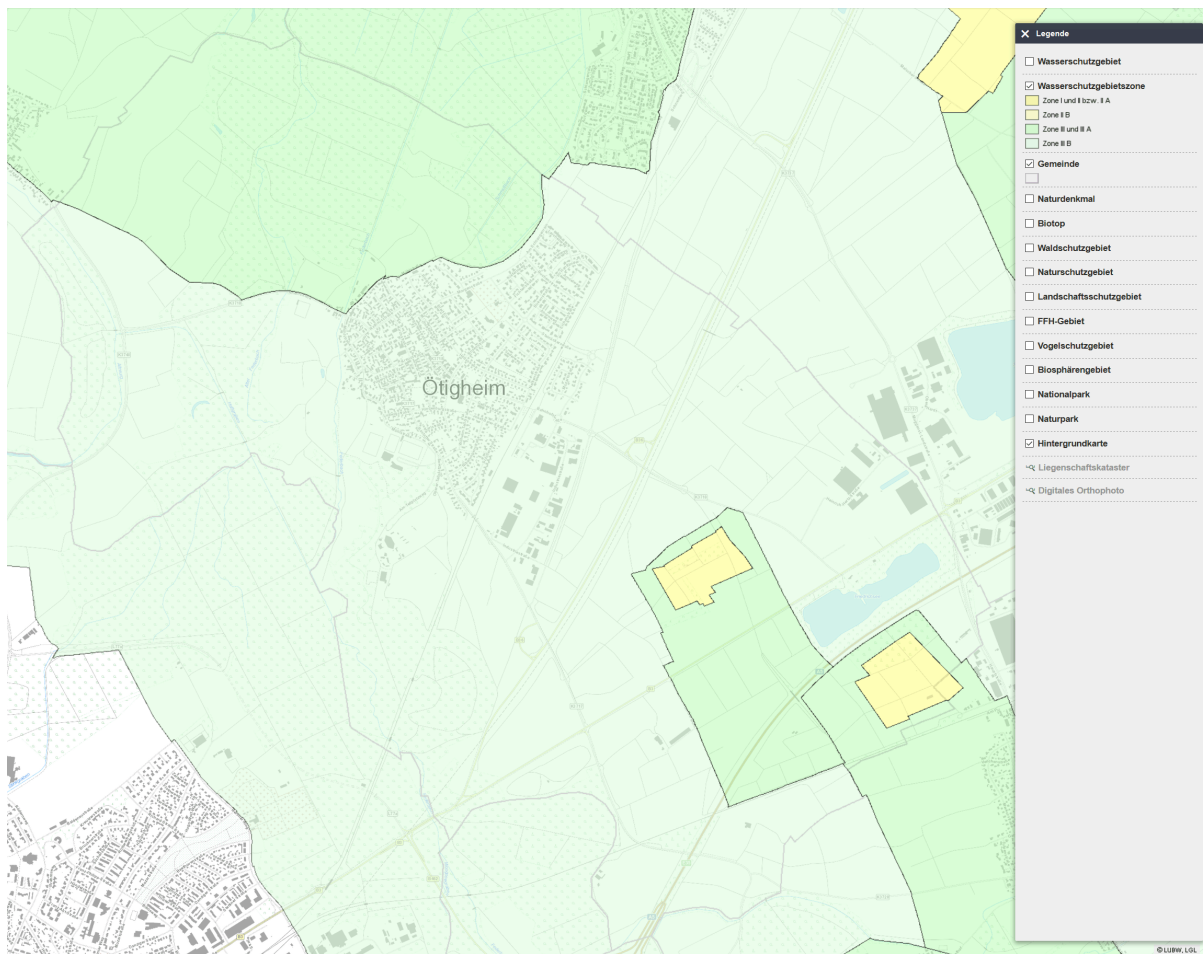 Ötigheim
Legende
Wasserschutzgebiet
Wasserschutzgebietszone
Zone I und II bzw. II A
Zone II B
Zone III und III A
Zone III B
Gemeinde
Naturdenkmal
Biotop
Waldschutzgebiet
Naturschutzgebiet
Landschaftsschutzgebiet
FFH-Gebiet
Vogelschutzgebiet
Biosphärengebiet
Nationalpark
Naturpark
Hintergrundkarte
Liegenschaftskataster
Digitales Orthophoto
© LUBW, LGL